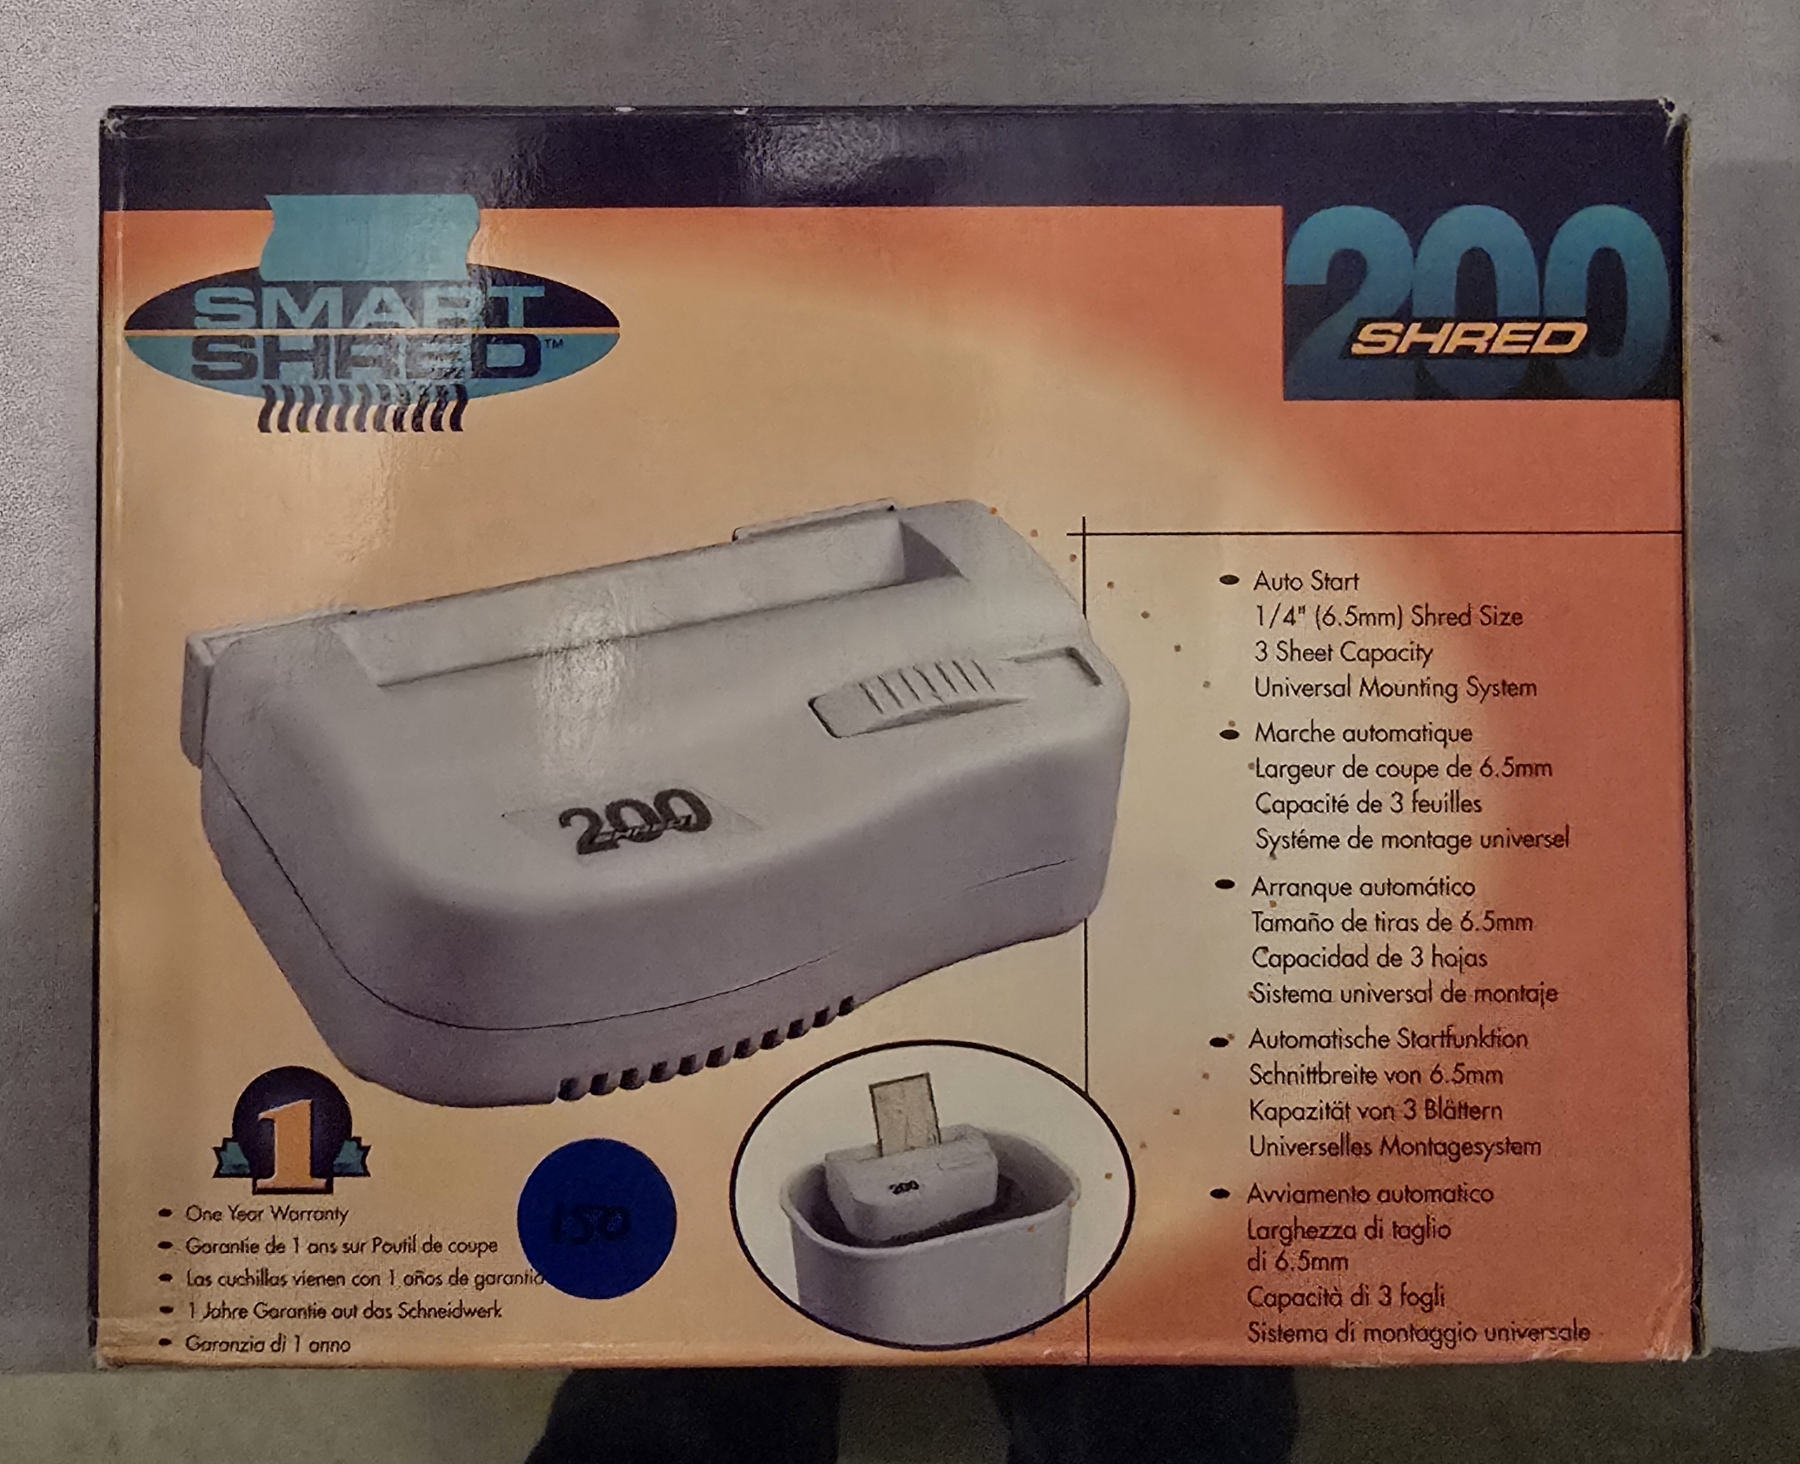 SMART
SHRED™
200
SHRED
200
Auto Start
1/4" (6.5mm) Shred Size
3 Sheet Capacity
Universal Mounting System
Marche automatique
Largeur de coupe de 6.5mm
Capacité de 3 feuilles
Systéme de montage universel
Arranque automático
Tamaño de tiras de 6.5mm
Capacidad de 3 hojas
Sistema universal de montaje
Automatische Startfunktion
Schnittbreite von 6.5mm
Kapazität von 3 Blättern
Universelles Montagesystem
Avviamento automatico
Larghezza di taglio
di 6.5mm
Capacità di 3 fogli
Sistema di montaggio universale
1
One Year Warranty
Garantie de 1 ans sur Poutil de coupe
Las cuchillas vienen con 1 años de garantia
1 Jahre Garantie aut das Schneidwerk
Garanzia di 1 anno
150
200